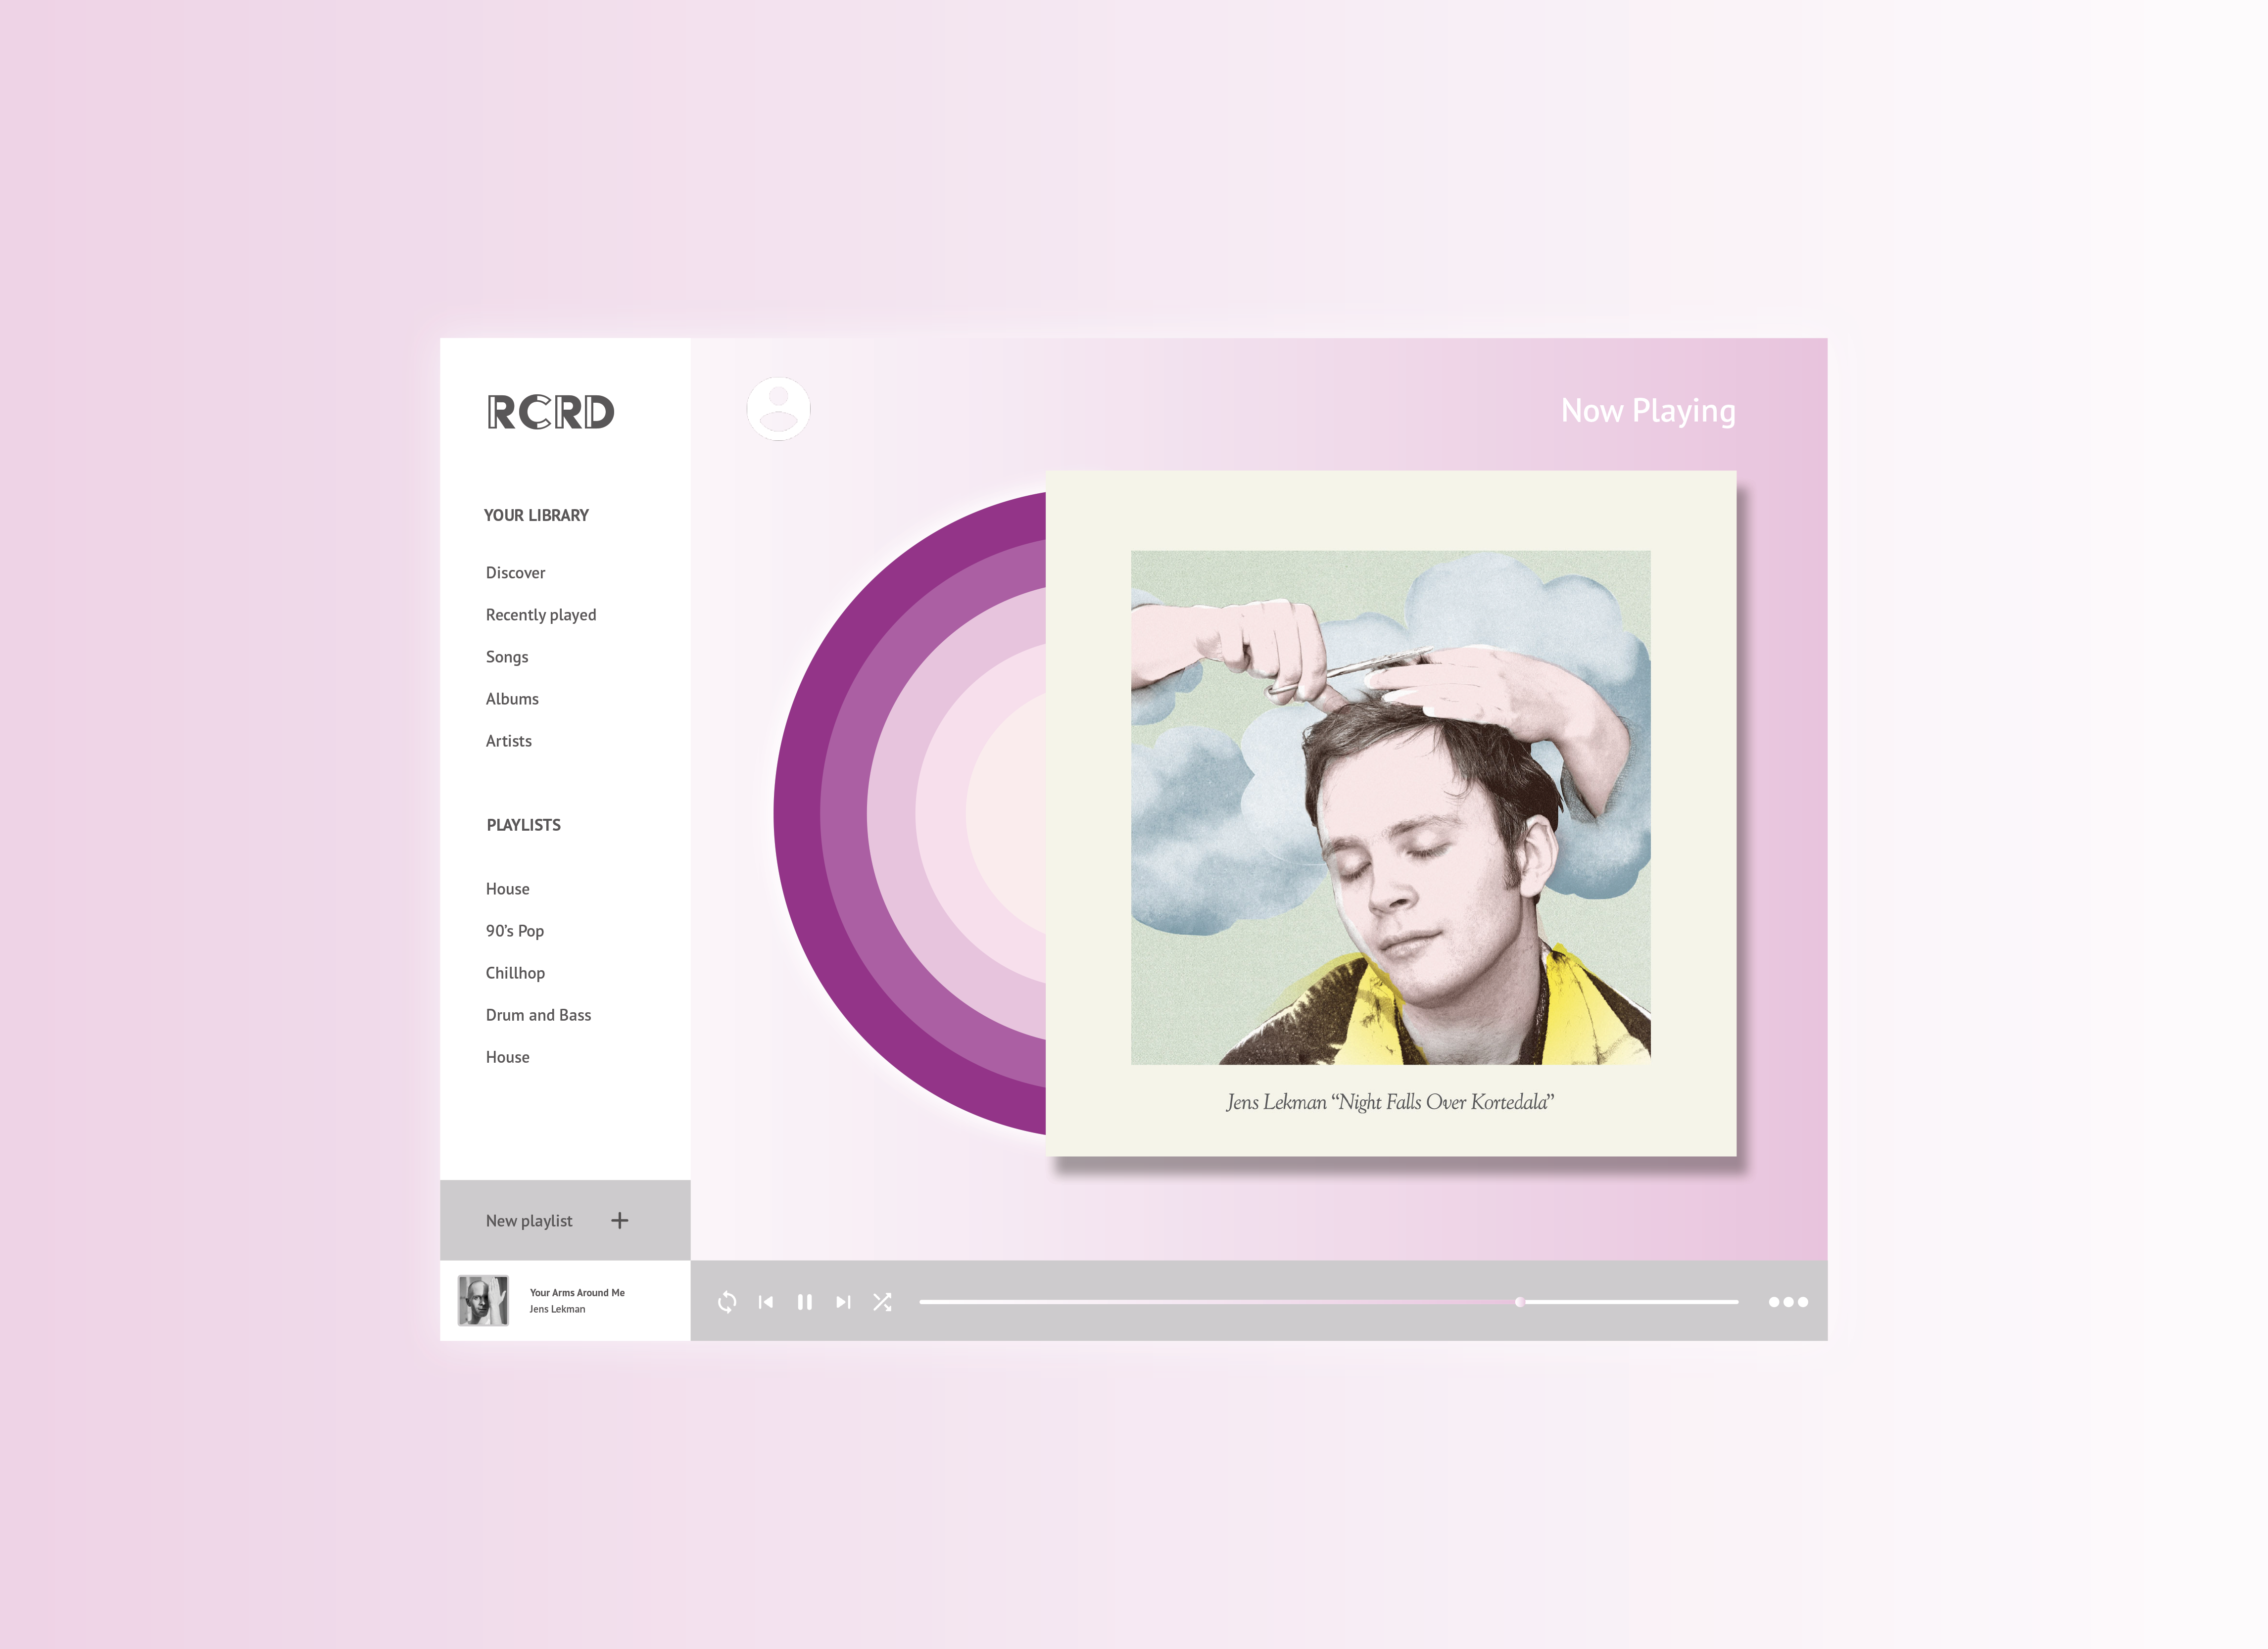 RCRD
YOUR LIBRARY
Discover
Recently played
Songs
Albums
Artists
PLAYLISTS
House
90's Pop
Chillhop
Drum and Bass
House
New playlist
Your Arms Around Me
Jens Lekman
Now Playing
Jens Lekman “Night Falls Over Kortedala”